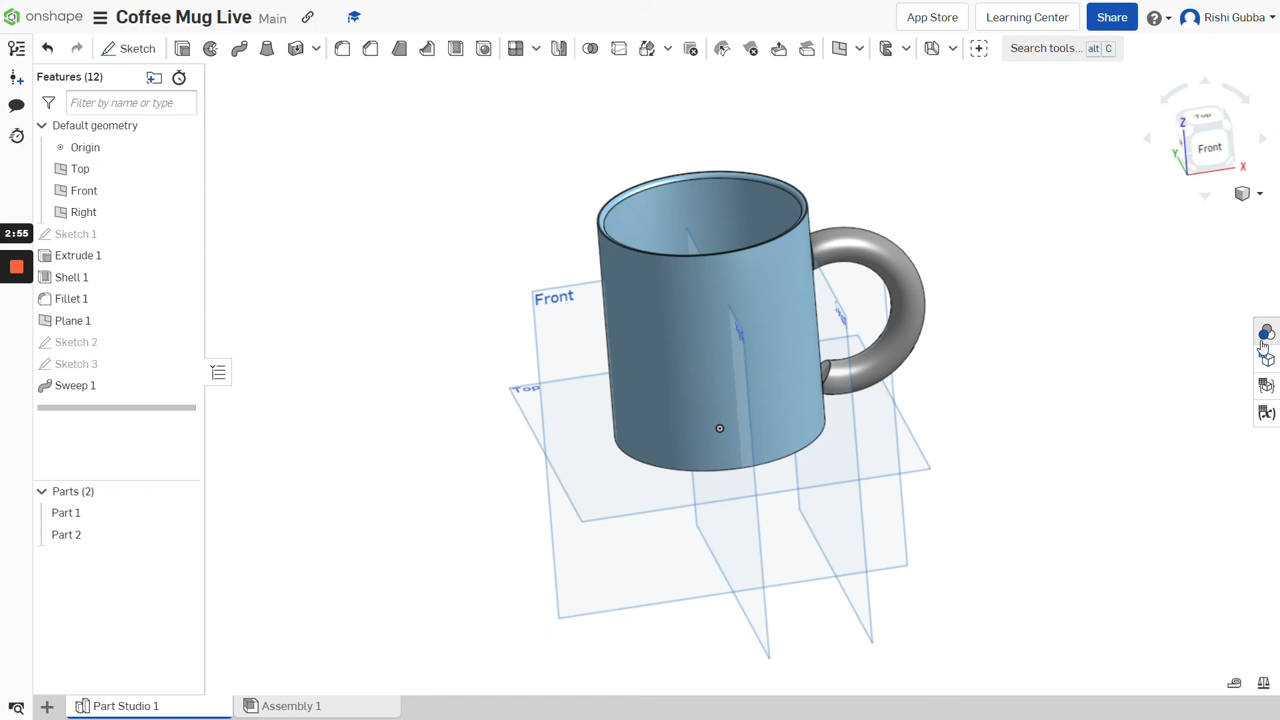 onshape
Coffee Mug Live Main
App Store
Learning Center
Share
Rishi Gubba
Sketch
Search tools... alt C
Features (12)
Filter by name or type
Default geometry
Origin
Top
Front
Right
Sketch 1
Extrude 1
Shell 1
Fillet 1
Plane 1
Sketch 2
Sketch 3
Sweep 1
2:55
Parts (2)
Part 1
Part 2
Front
Top
Top
Front
Z
Y
X
(x)
Part Studio 1
Assembly 1